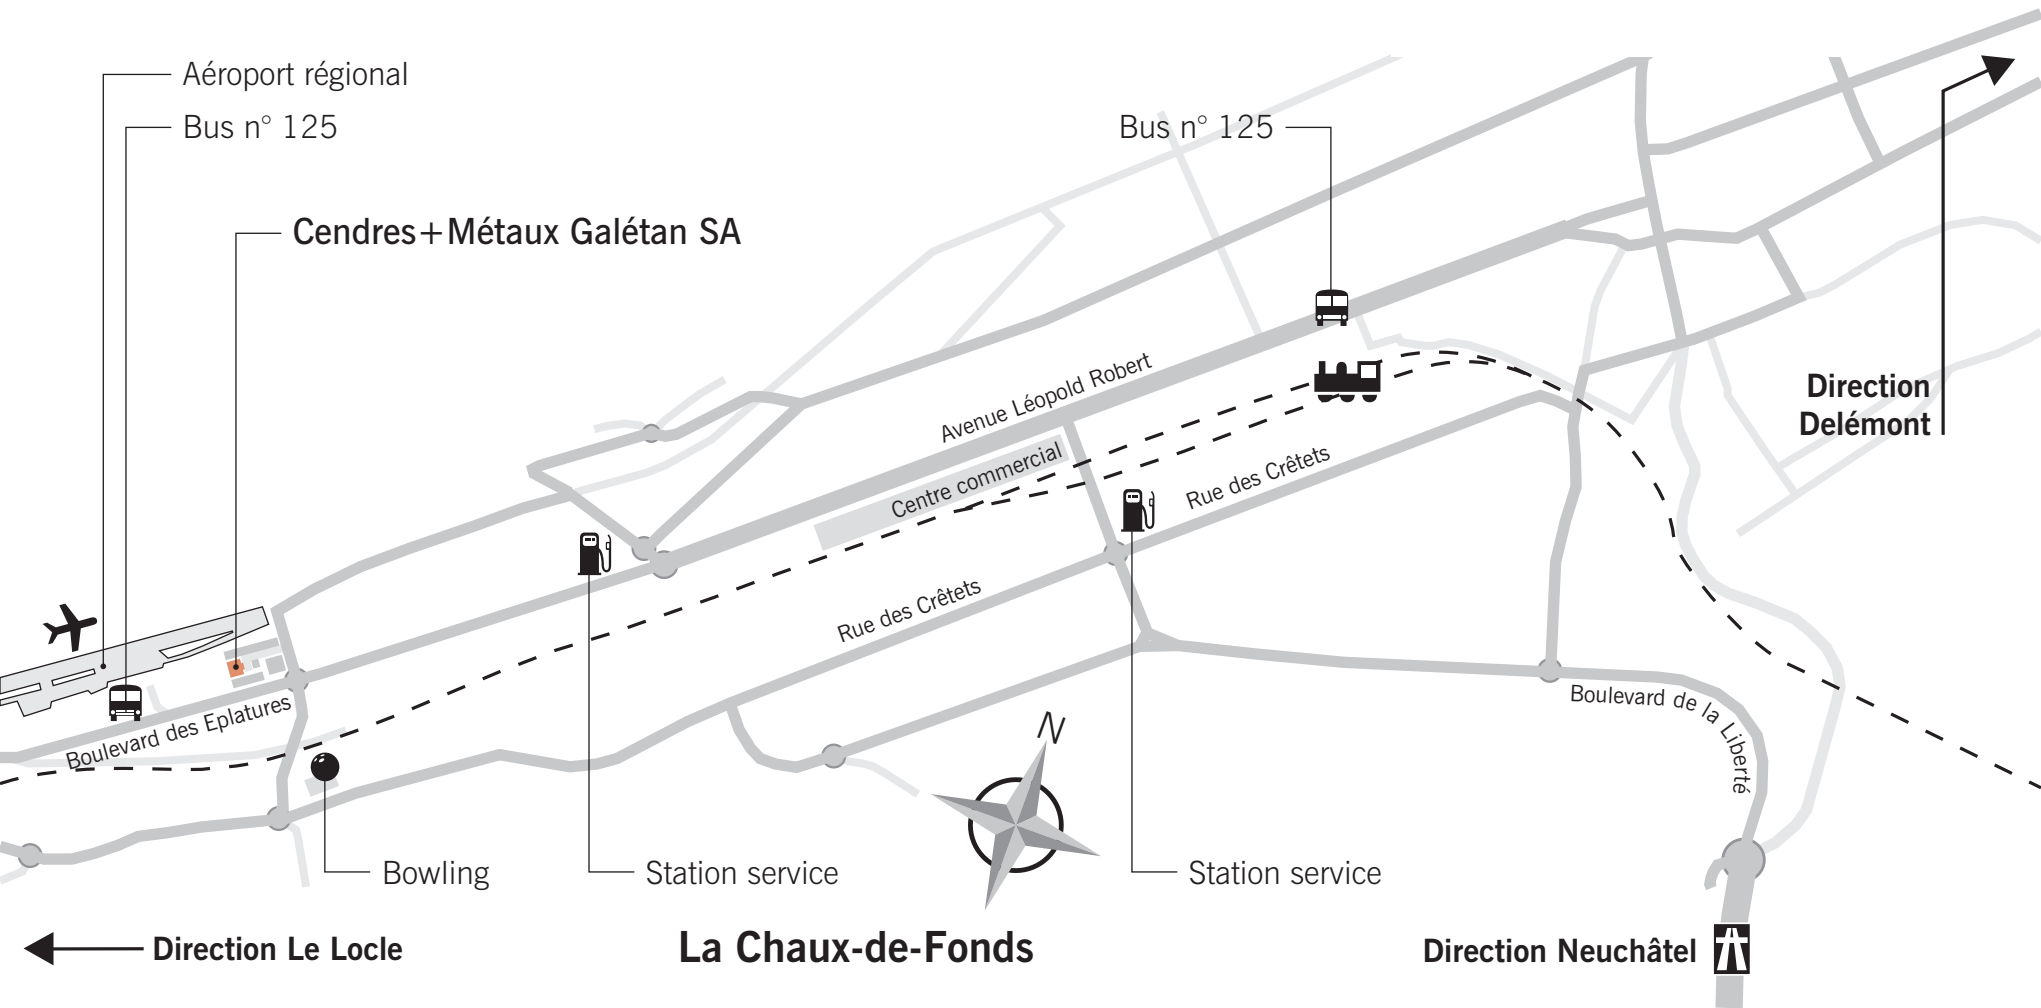 Aéroport régional
Bus n° 125
Bus n° 125
Cendres+Métaux Galétan SA
Avenue Léopold Robert
Direction
Delémont
Centre commercial
Rue des Crêtets
Rue des Crêtets
Boulevard des Eplatures
Boulevard de la Liberté
N
Bowling
Station service
Station service
Direction Le Locle
La Chaux-de-Fonds
Direction Neuchâtel